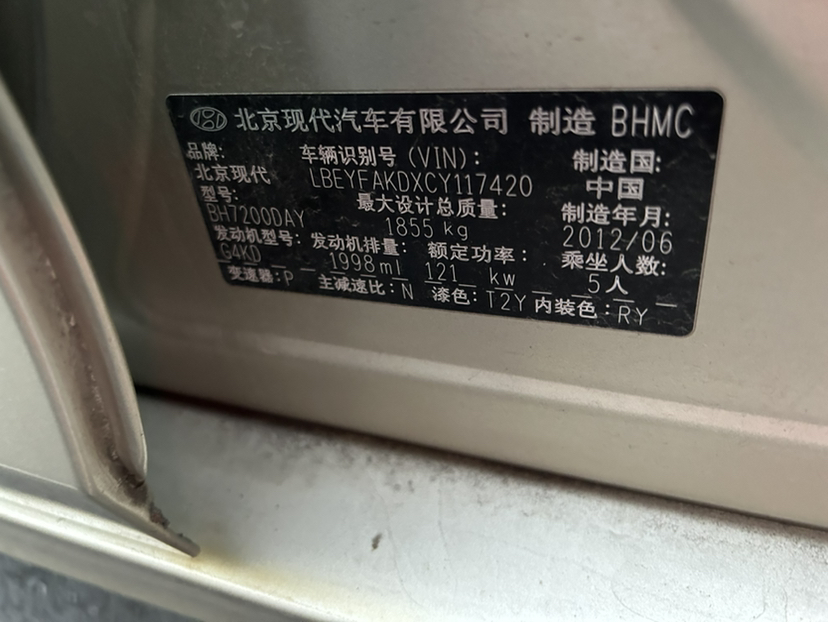 北京现代汽车有限公司 制造 BHMC
品牌: 车辆识别号 (VIN): 制造国:
北京现代 LBEYFAKDXCY117420 中国
型号: 最大设计总质量: 制造年月:
BH7200DAY 1855 kg 2012/06
发动机型号: 发动机排量: 额定功率: 乘坐人数:
G4KD 1998 ml 121 kw 5人
变速器: P 主减速比: N 漆色: T2Y 内装色: RY